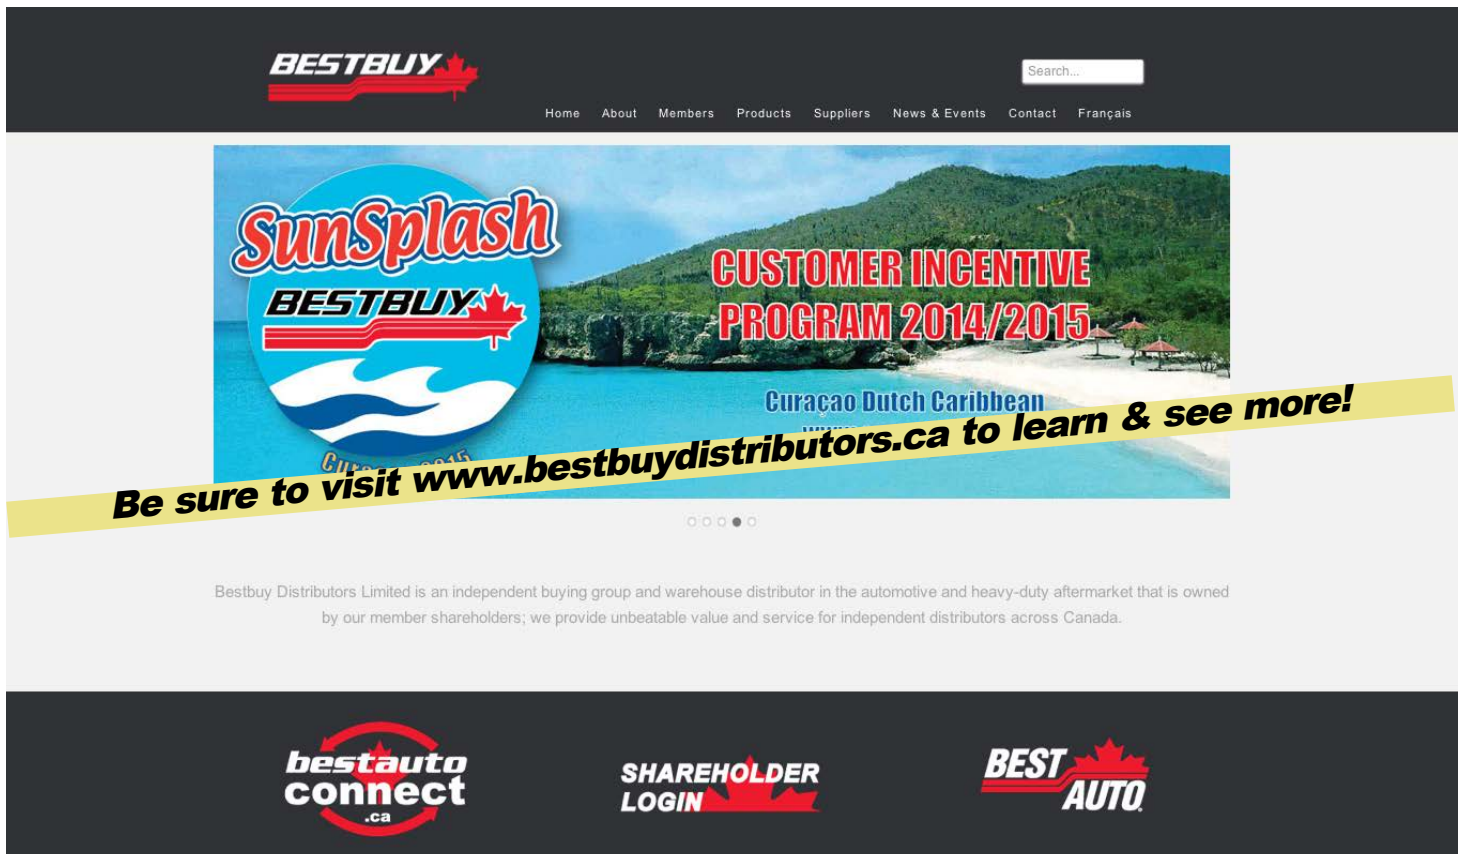 BESTBUY
Search...
Home About Members Products Suppliers News & Events Contact Français
SunSplash
BESTBUY
CUSTOMER INCENTIVE
PROGRAM 2014/2015
Curaçao Dutch Caribbean
Be sure to visit www.bestbuydistributors.ca to learn & see more!
Bestbuy Distributors Limited is an independent buying group and warehouse distributor in the automotive and heavy-duty aftermarket that is owned
by our member shareholders; we provide unbeatable value and service for independent distributors across Canada.
bestauto
connect
.ca
SHAREHOLDER
LOGIN
BEST
AUTO